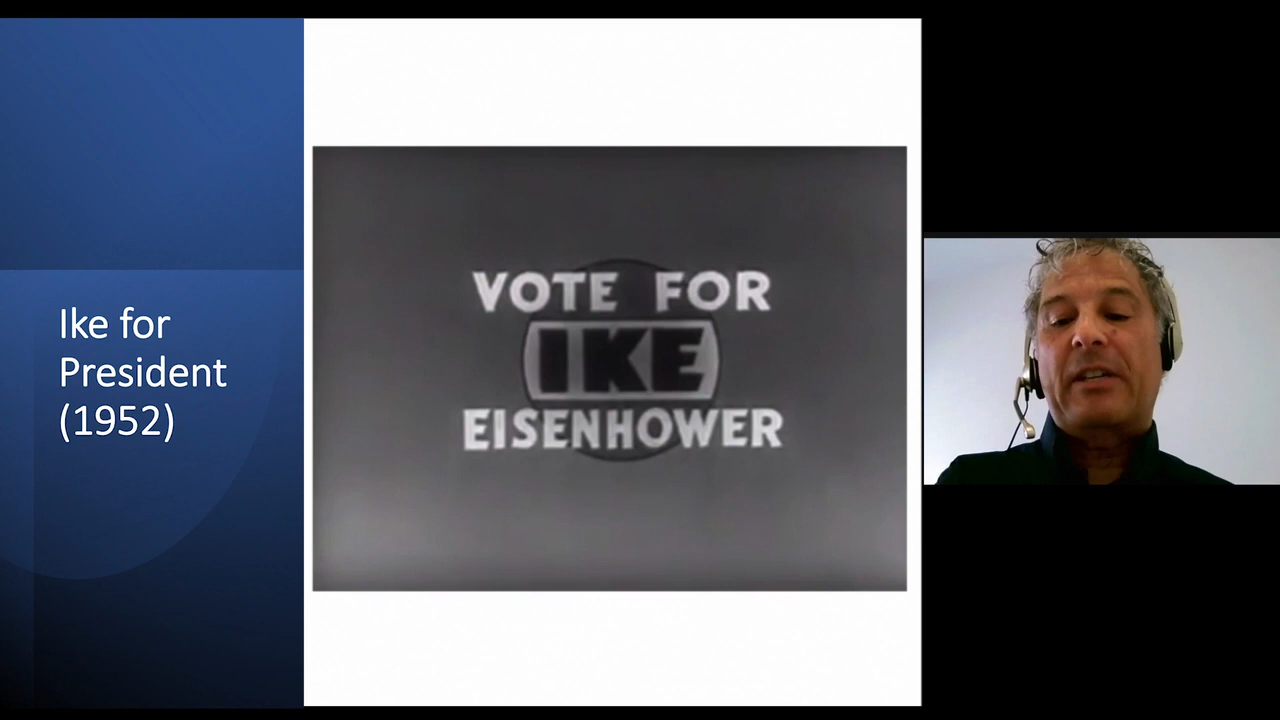 Ike for
President
(1952)
VOTE FOR
IKE
EISENHOWER